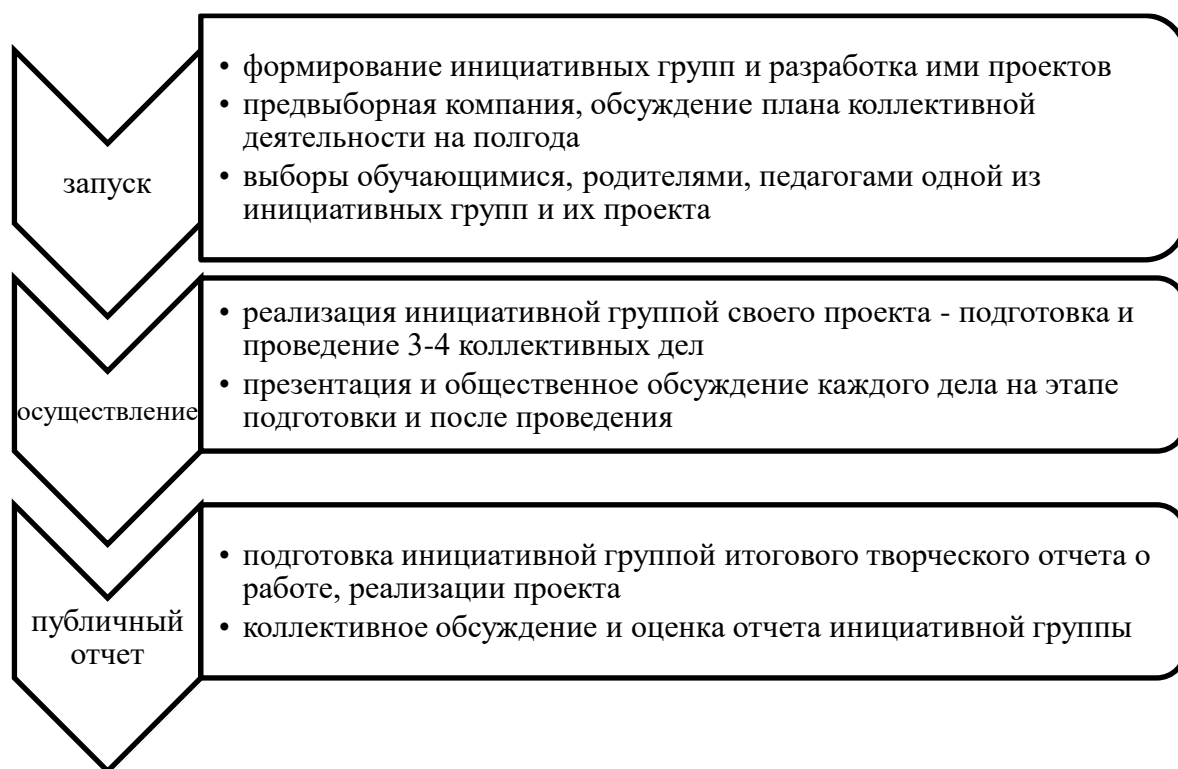 запуск
• формирование инициативных групп и разработка ими проектов
• предвыборная компания, обсуждение плана коллективной
деятельности на полгода
• выборы обучающимися, родителями, педагогами одной из
инициативных групп и их проекта
осуществление
• реализация инициативной группой своего проекта - подготовка и
проведение 3-4 коллективных дел
• презентация и общественное обсуждение каждого дела на этапе
подготовки и после проведения
публичный
отчет
• подготовка инициативной группой итогового творческого отчета о
работе, реализации проекта
• коллективное обсуждение и оценка отчета инициативной группы